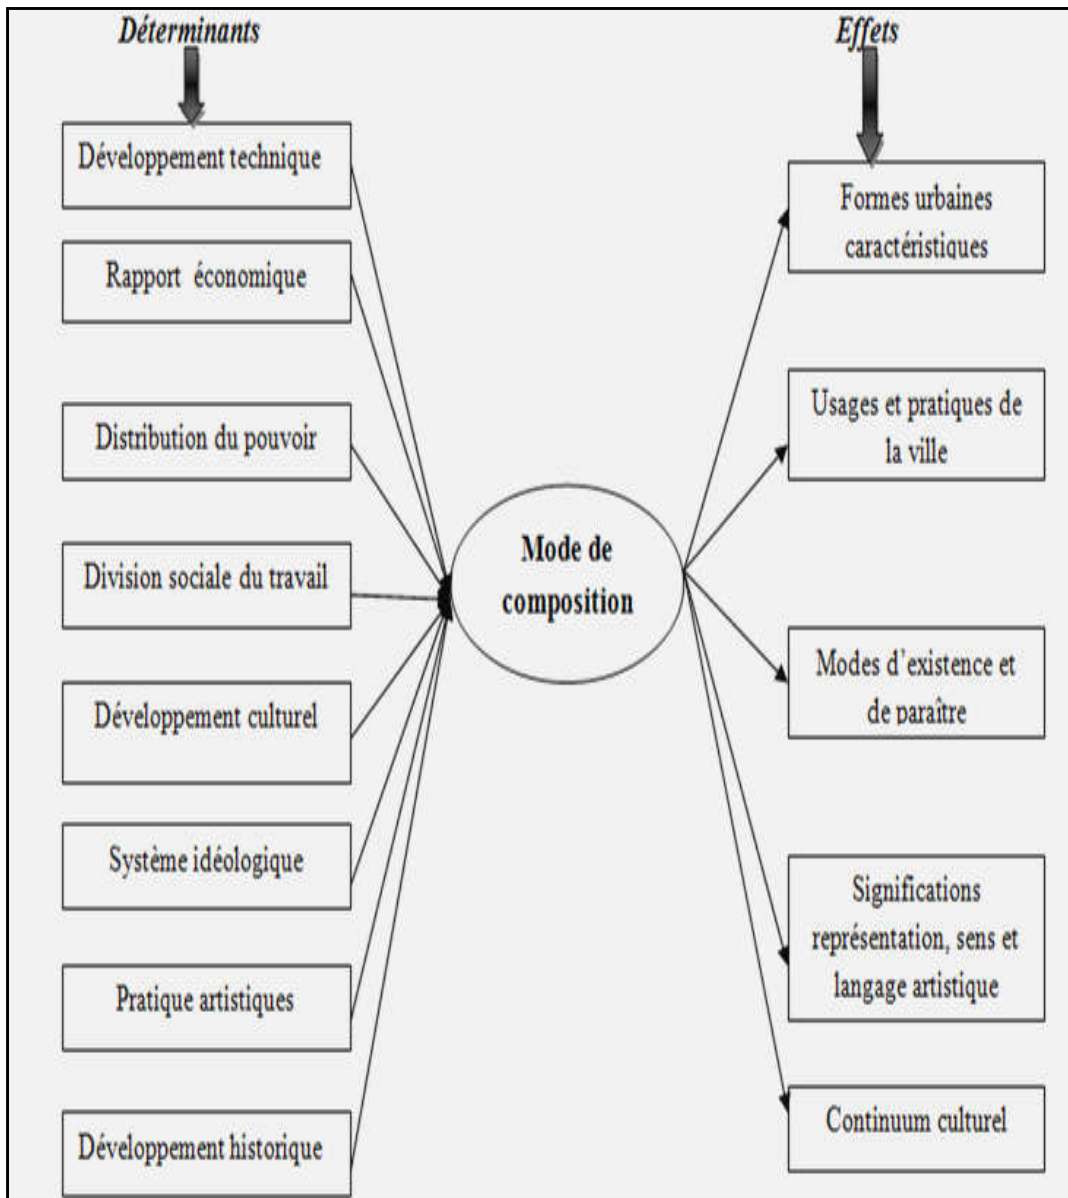 Déterminants
Développement technique
Rapport économique
Distribution du pouvoir
Division sociale du travail
Développement culturel
Système idéologique
Pratique artistiques
Développement historique
Mode de
composition
Effets
Formes urbaines
caractéristiques
Usages et pratiques de
la ville
Modes d'existence et
de paraître
Significations
représentation, sens et
langage artistique
Continuum culturel